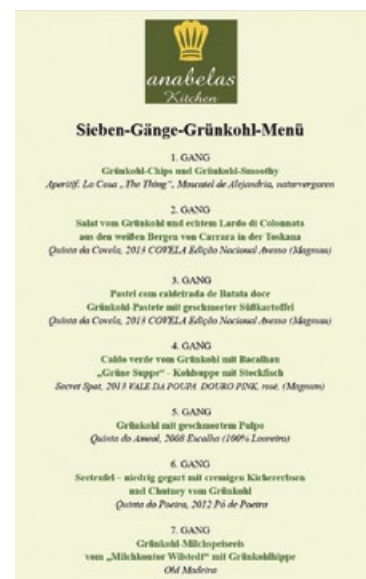 anabelas
Kitchen
Sieben-Gänge-Grünkohl-Menü
1. GANG
Grünkohl-Chips und Grünkohl-Smoothy
Aperitif. La Casa „The Thing“, Moscatel de Alejandria, naturvergoren
2. GANG
Salat vom Grünkohl und echtem Lardo di Colonnata
aus den weißen Bergen von Carrara in der Toskana
Quinta da Covela, 2013 COVELA Edição Nacional Avesso (Magnum)
3. GANG
Pastel com caldeirada de Batata doce
Grünkohl-Pastete mit geschmorter Süßkartoffel
Quinta da Covela, 2013 COVELA Edição Nacional Avesso (Magnum)
4. GANG
Caldo verde vom Grünkohl mit Bacalhau
„Grüne Suppe“ - Kohlsuppe mit Stockfisch
Secret Spot, 2013 VALE DA POUPA DOURO PINK, rosé, (Magnum)
5. GANG
Grünkohl mit geschmortem Pulpo
Quinta do Ameal, 2008 Escolha (100% Loureiro)
6. GANG
Seeteufel – niedrig gegart mit cremigen Kichererbsen
und Chutney vom Grünkohl
Quinta da Poeira, 2012 Pó de Poeira
7. GANG
Grünkohl-Milchspeiseeis
vom „Milchkontor Wilstedt“ mit Grünkohlhippe
Old Madeira